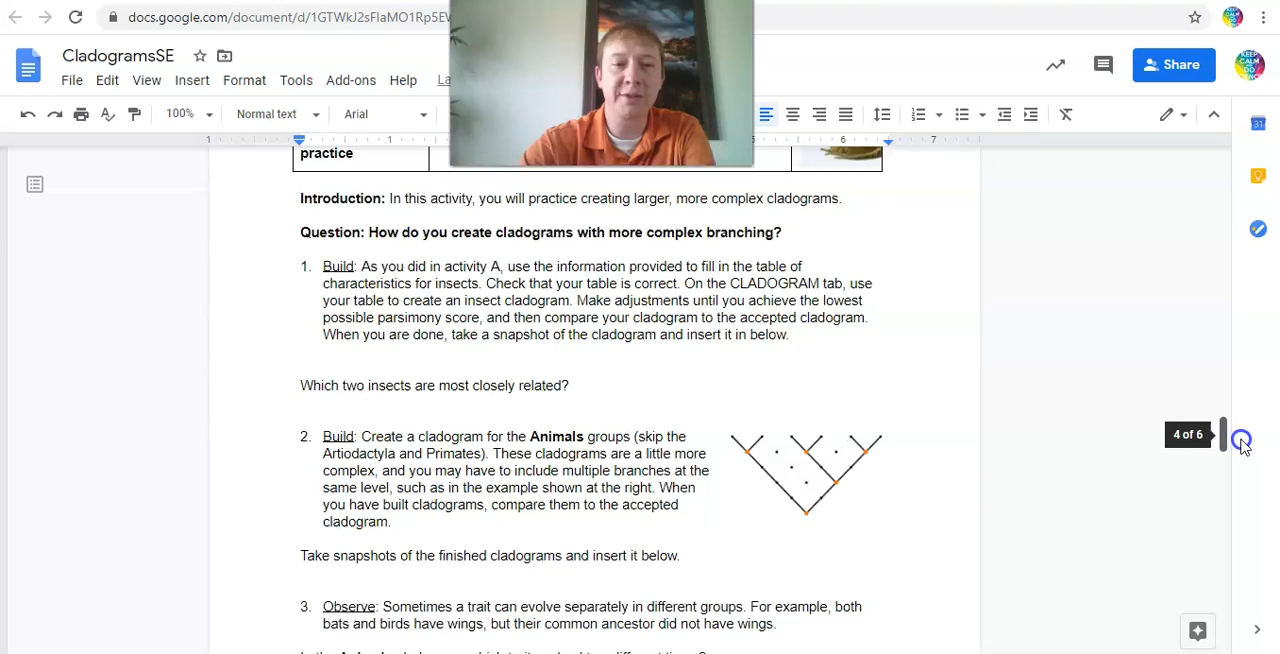 docs.google.com/document/d/1GTWkJ2sFlaMO1Rp5E
CladogramsSE
File Edit View Insert Format Tools Add-ons Help La
Share
100% Normal text Arial
1 1 5 6 7
31
practice
Introduction: In this activity, you will practice creating larger, more complex cladograms.
Question: How do you create cladograms with more complex branching?
1. Build: As you did in activity A, use the information provided to fill in the table of
characteristics for insects. Check that your table is correct. On the CLADOGRAM tab, use
your table to create an insect cladogram. Make adjustments until you achieve the lowest
possible parsimony score, and then compare your cladogram to the accepted cladogram.
When you are done, take a snapshot of the cladogram and insert it in below.
Which two insects are most closely related?
4 of 6
2. Build: Create a cladogram for the Animals groups (skip the
Artiodactyla and Primates). These cladograms are a little more
complex, and you may have to include multiple branches at the
same level, such as in the example shown at the right. When
you have built cladograms, compare them to the accepted
cladogram.
Take snapshots of the finished cladograms and insert it below.
3. Observe: Sometimes a trait can evolve separately in different groups. For example, both
bats and birds have wings, but their common ancestor did not have wings.